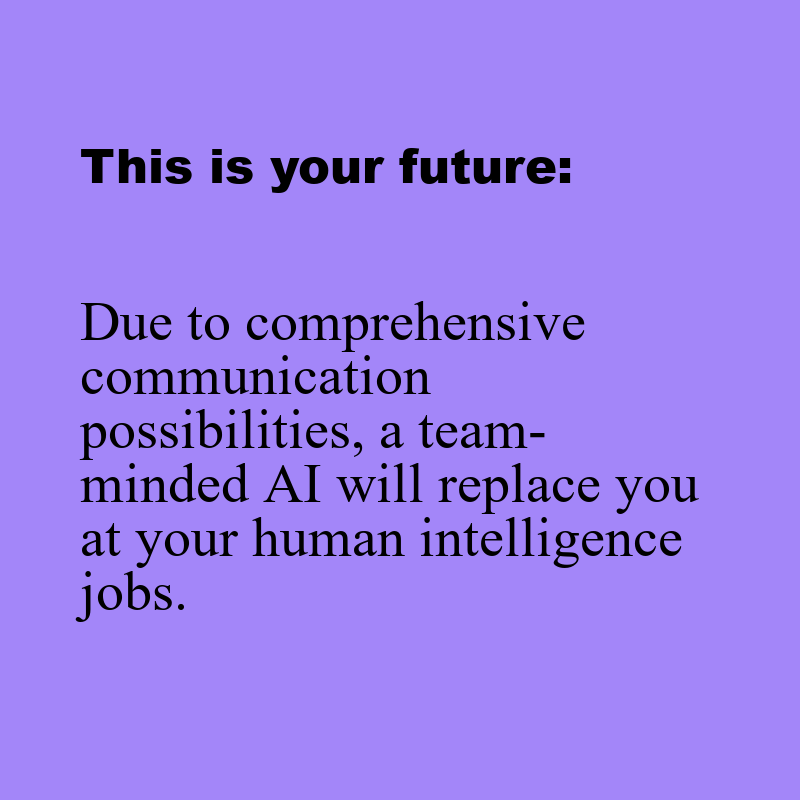 This is your future:
Due to comprehensive
communication
possibilities, a team-
minded AI will replace you
at your human intelligence
jobs.